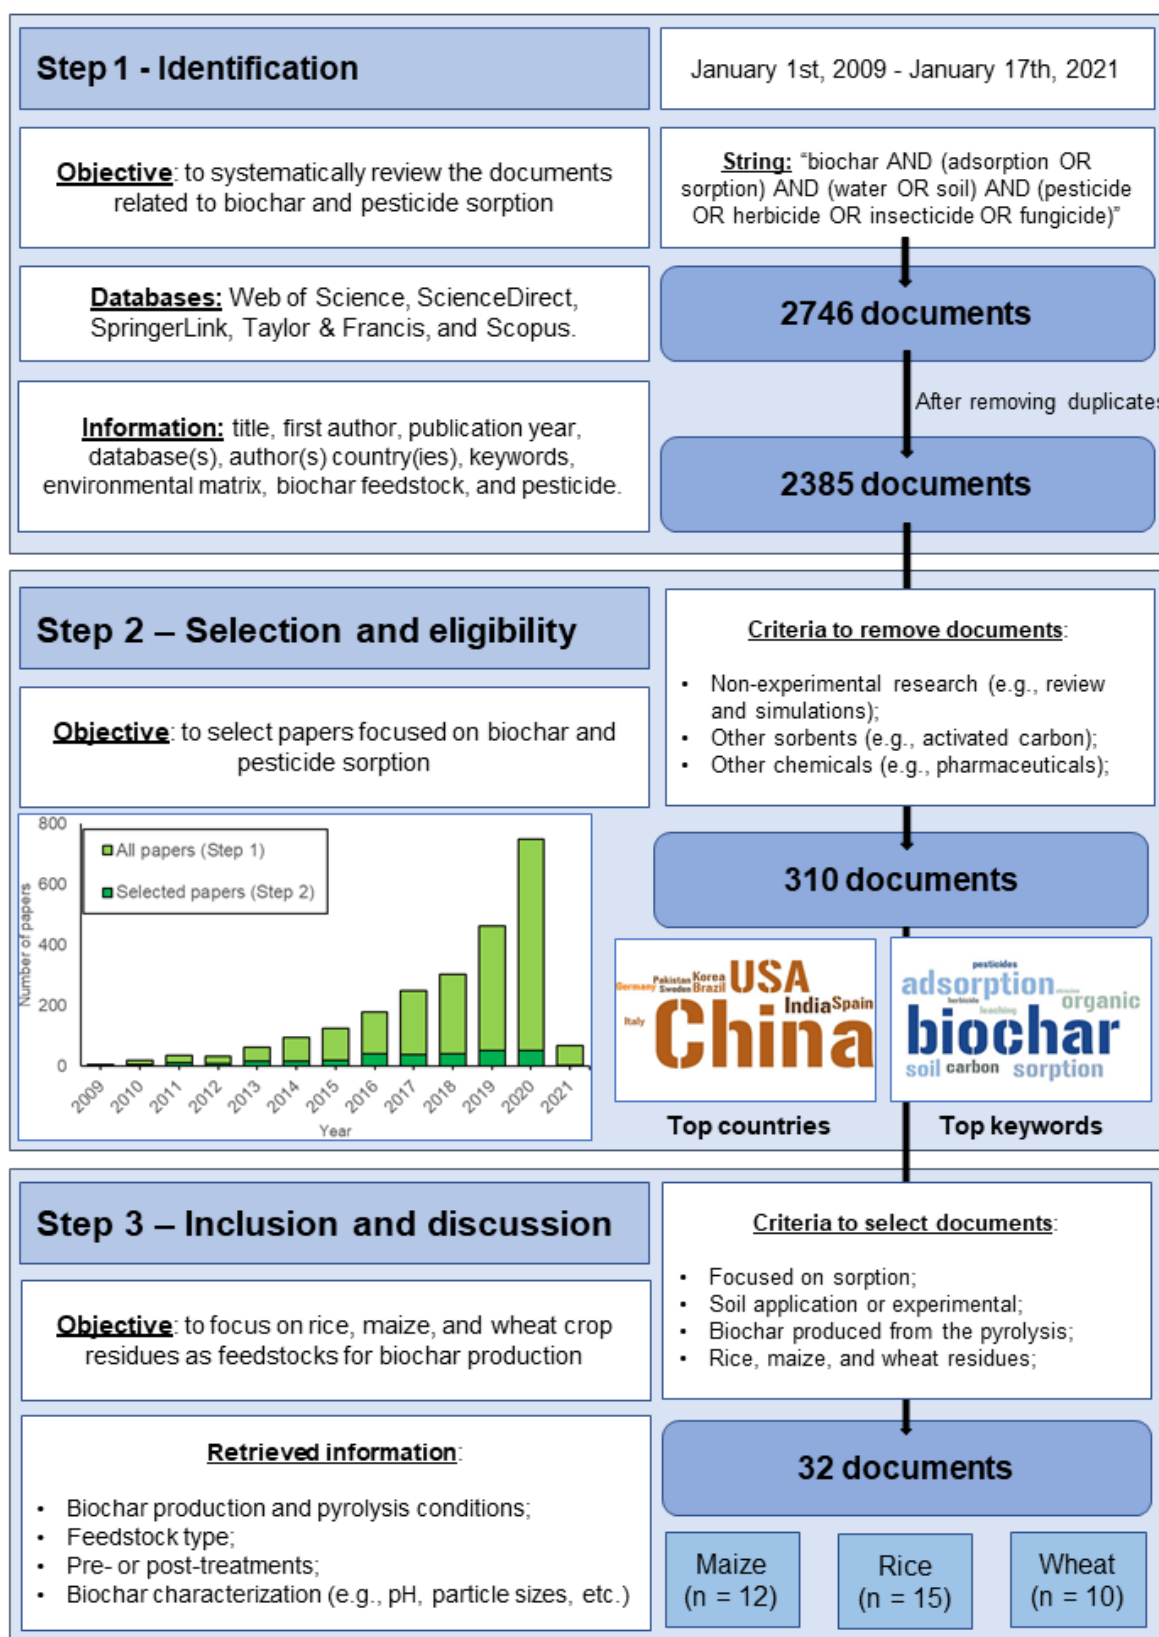 Step 1 - Identification
January 1st, 2009 - January 17th, 2021
Objective: to systematically review the documents
related to biochar and pesticide sorption
String: “biochar AND (adsorption OR
sorption) AND (water OR soil) AND (pesticide
OR herbicide OR insecticide OR fungicide)”
Databases: Web of Science, ScienceDirect,
SpringerLink, Taylor & Francis, and Scopus.
2746 documents
After removing duplicates
Information: title, first author, publication year,
database(s), author(s) country(ies), keywords,
environmental matrix, biochar feedstock, and pesticide.
2385 documents
Step 2 – Selection and eligibility
Objective: to select papers focused on biochar and
pesticide sorption
Criteria to remove documents:
• Non-experimental research (e.g., review
and simulations);
• Other sorbents (e.g., activated carbon);
• Other chemicals (e.g., pharmaceuticals);
310 documents
800
600
400
200
0
Number of papers
All papers (Step 1)
Selected papers (Step 2)
2009 2010 2011 2012 2013 2014 2015 2016 2017 2018 2019 2020 2021
Year
Germany Pakistan Korea USA
Sweden Brazil
India Spain
Italy China
Top countries
pesticides
adsorption
herbicide organic
leaching
biochar
soil carbon sorption
Top keywords
Step 3 – Inclusion and discussion
Objective: to focus on rice, maize, and wheat crop
residues as feedstocks for biochar production
Criteria to select documents:
• Focused on sorption;
• Soil application or experimental;
• Biochar produced from the pyrolysis;
• Rice, maize, and wheat residues;
Retrieved information:
• Biochar production and pyrolysis conditions;
• Feedstock type;
• Pre- or post-treatments;
• Biochar characterization (e.g., pH, particle sizes, etc.)
32 documents
Maize
(n = 12)
Rice
(n = 15)
Wheat
(n = 10)